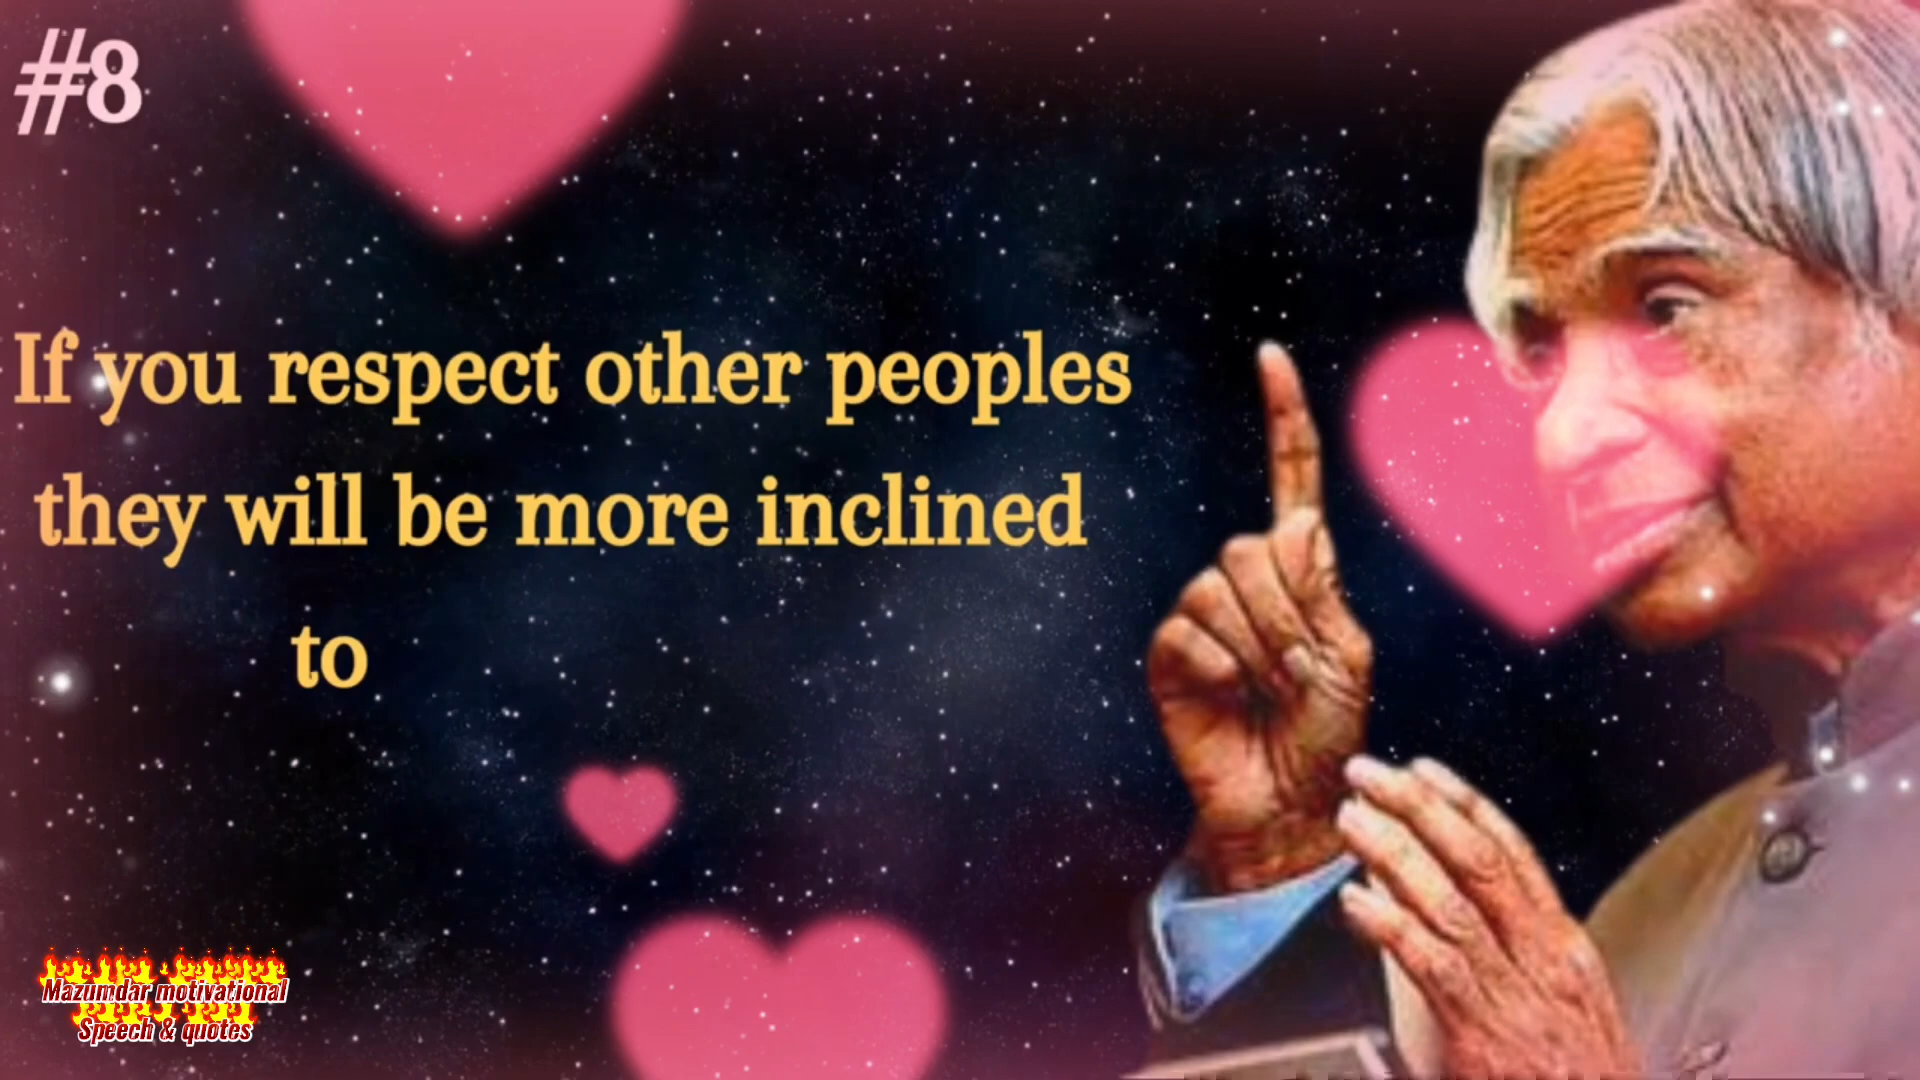 #8
If you respect other peoples
they will be more inclined
to
Mazumdar motivational
Speech & quotes